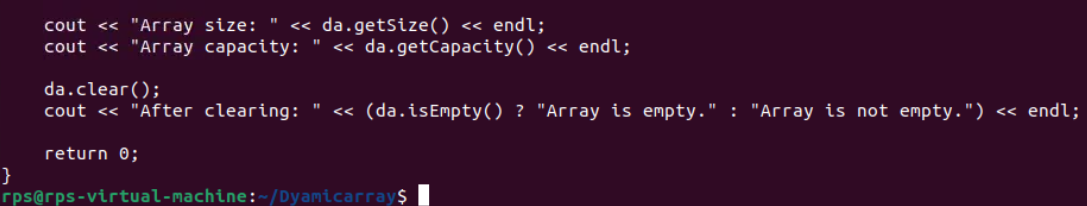 cout << "Array size: " << da.getSize() << endl;
cout << "Array capacity: " << da.getCapacity() << endl;
da.clear();
cout << "After clearing: " << (da.isEmpty() ? "Array is empty." : "Array is not empty.") << endl;
return 0;
}
rps@rps-virtual-machine:~/Dyamicarray$